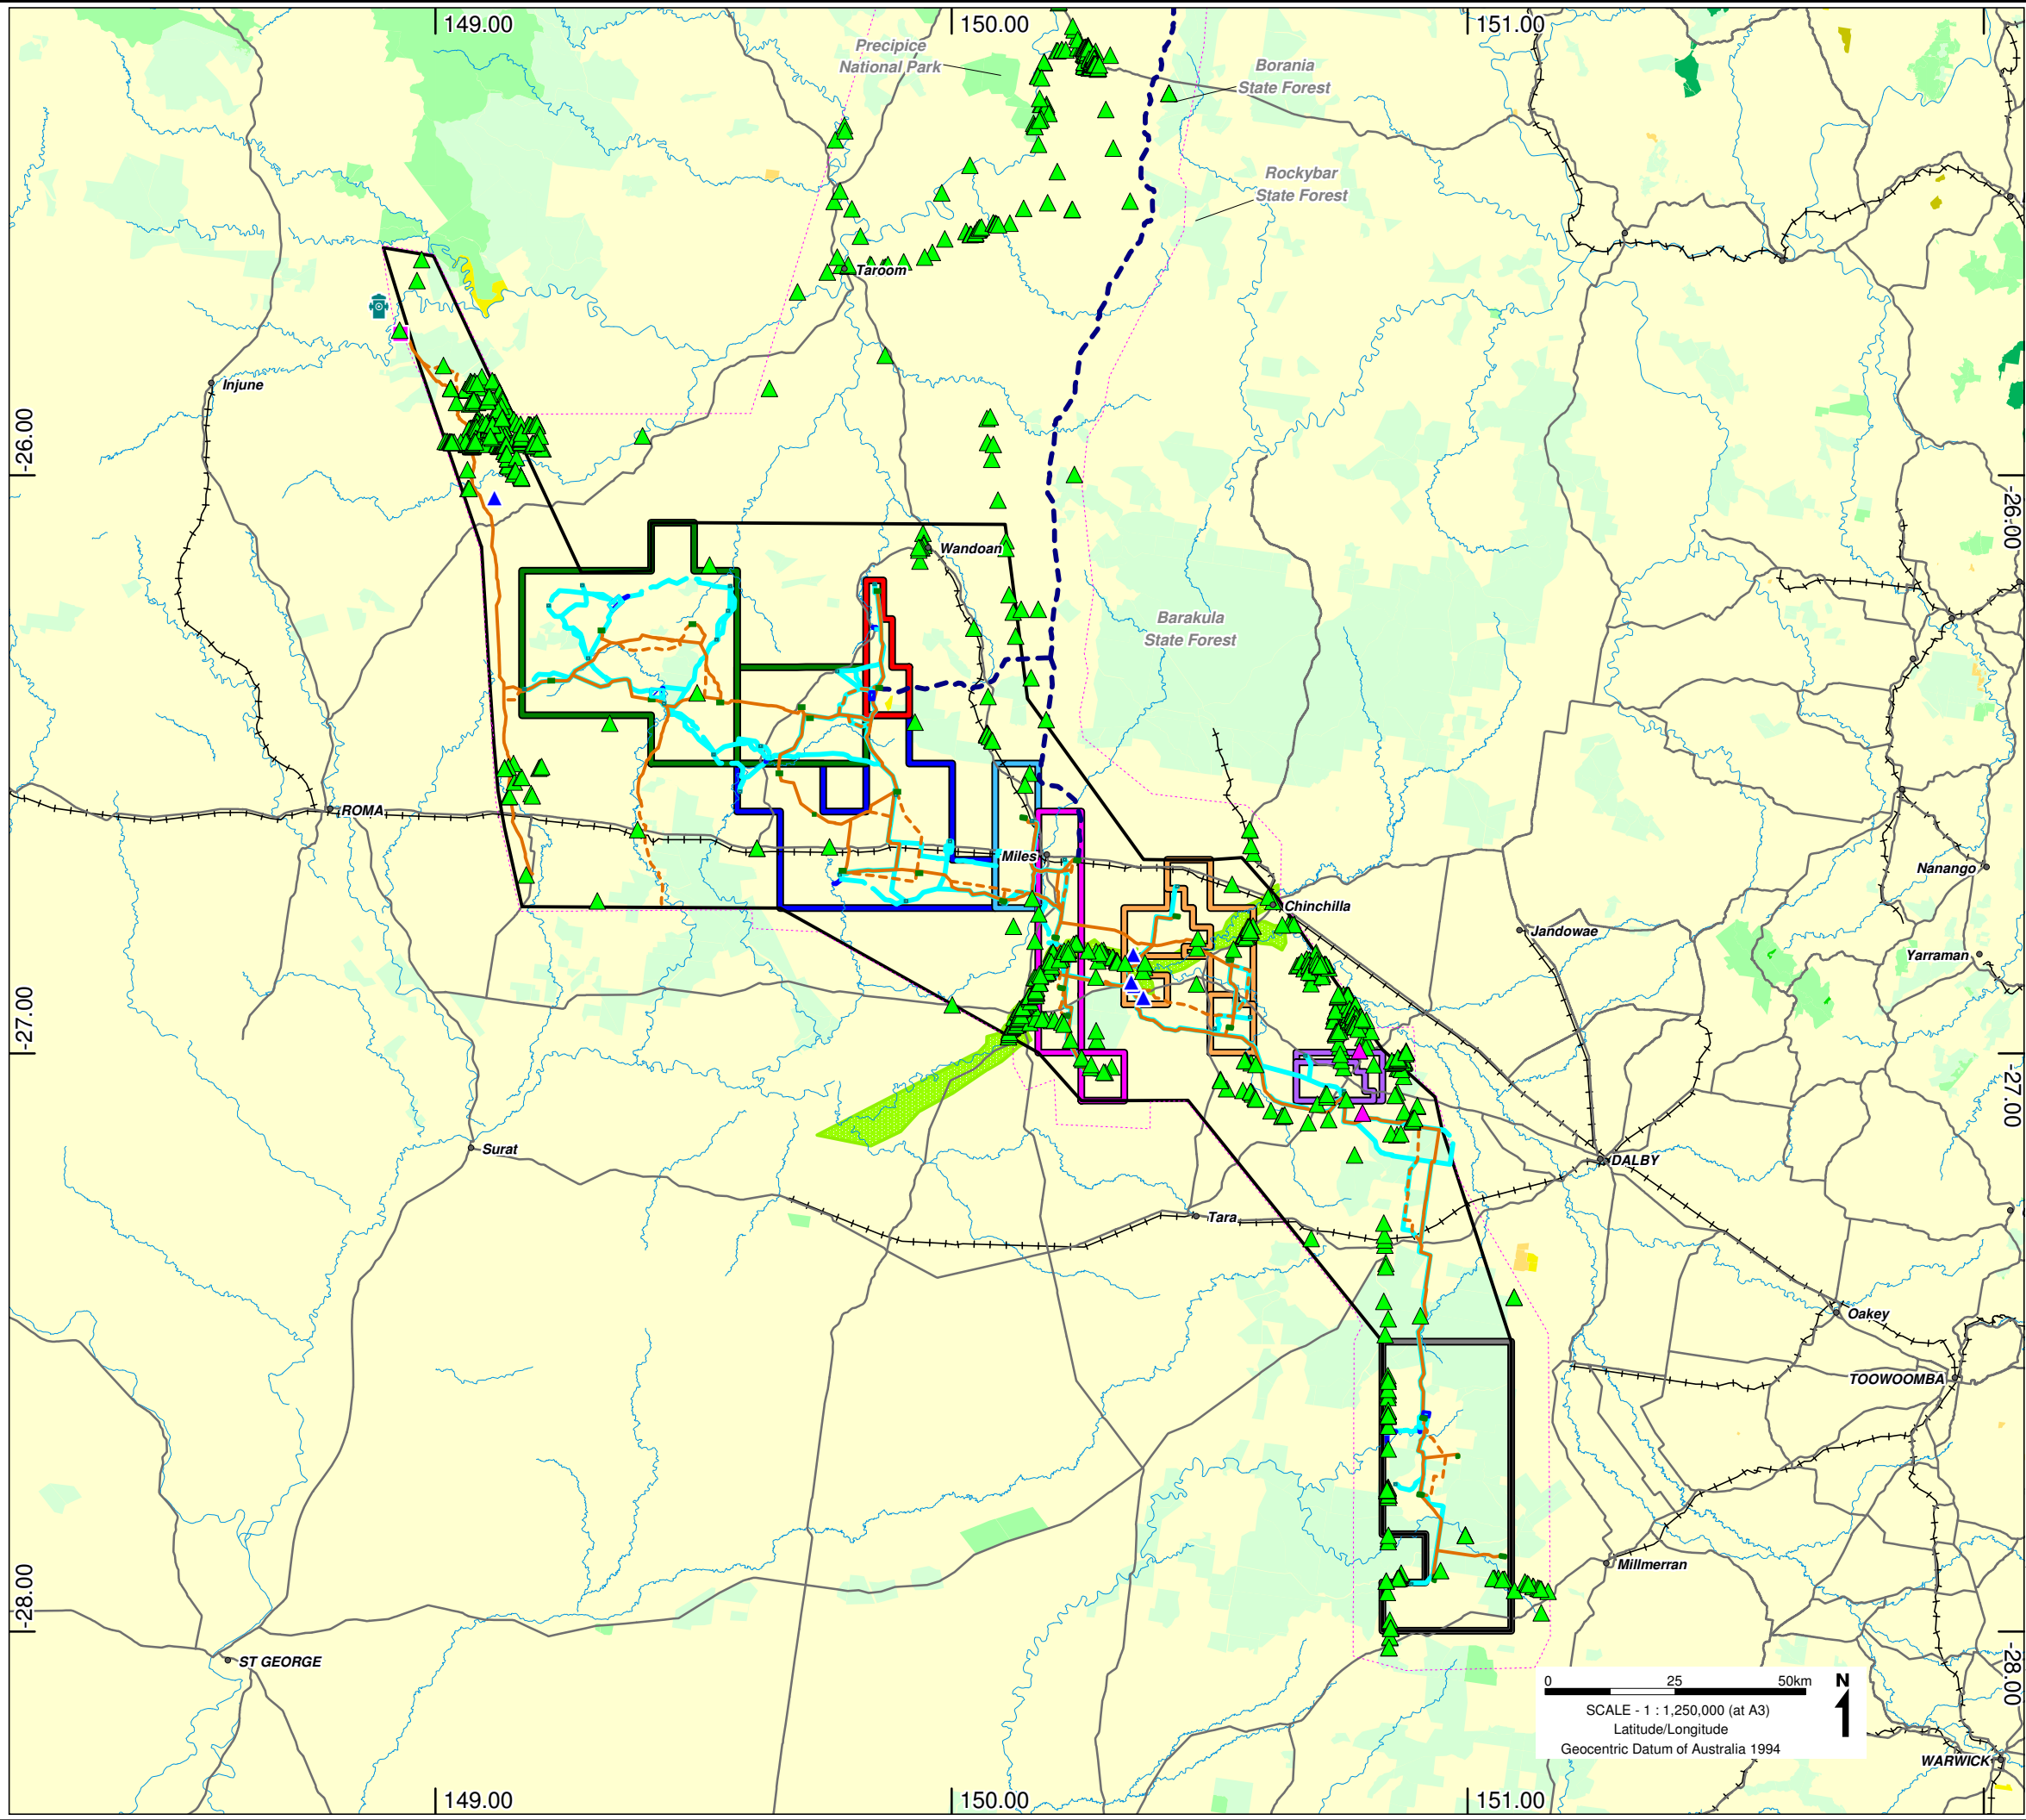 149.00
150.00
151.00
Precipice
National Park
Borania
State Forest
Rockybar
State Forest
Taroom
Injune
-26.00
-26.00
Wandoan
Barakula
State Forest
ROMA
Miles
Nanango
Chinchilla
Jandowae
Yarraman
-27.00
-27.00
Surat
DALBY
Tara
Oakey
TOOWOOMBA
Millmerran
-28.00
-28.00
ST GEORGE
0 25 50km
N
SCALE - 1 : 1,250,000 (at A3)
Latitude/Longitude
Geocentric Datum of Australia 1994
WARWICK
149.00
150.00
151.00